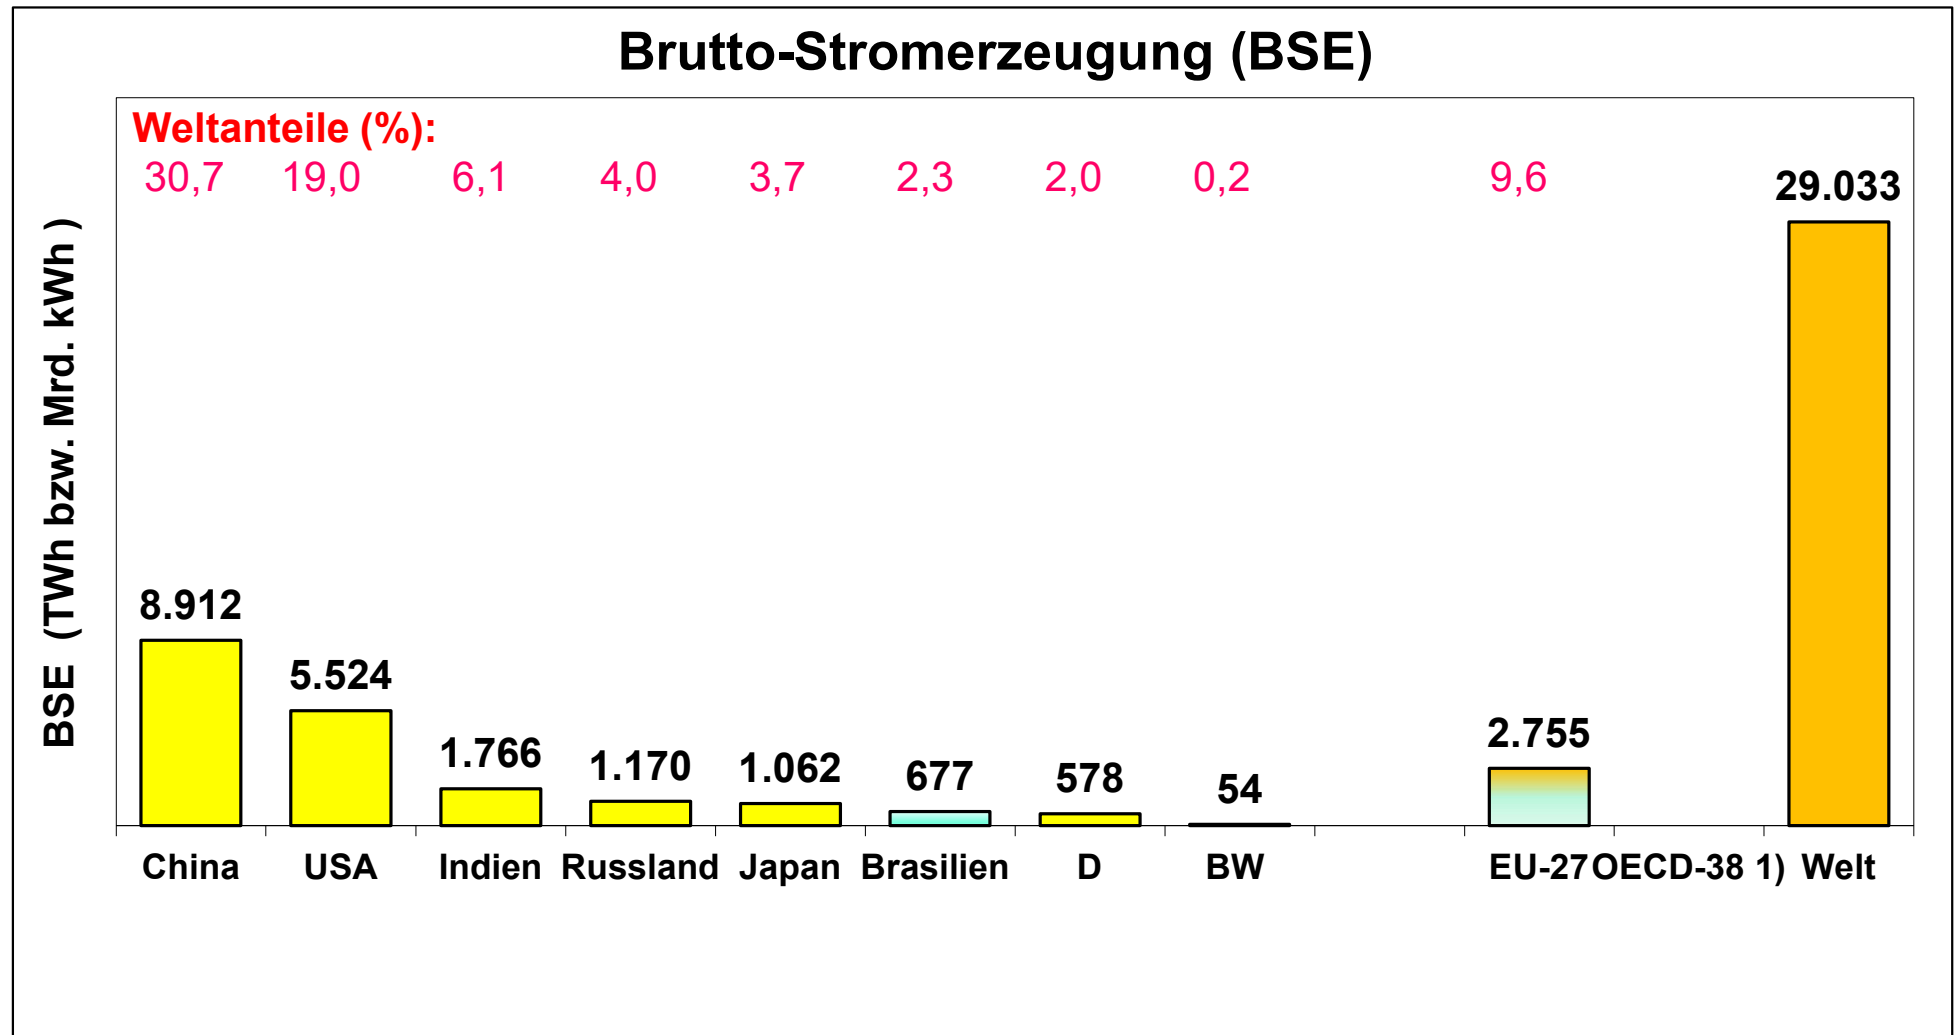 Brutto-Stromerzeugung (BSE)
Weltanteile (%):
30,7 19,0 6,1 4,0 3,7 2,3 2,0 0,2 9,6
29.033
BSE (TWh bzw. Mrd. kWh )
8.912
5.524
1.766
1.170
1.062
677
578
54
2.755
China USA Indien Russland Japan Brasilien D BW EU-27 OECD-38 1) Welt